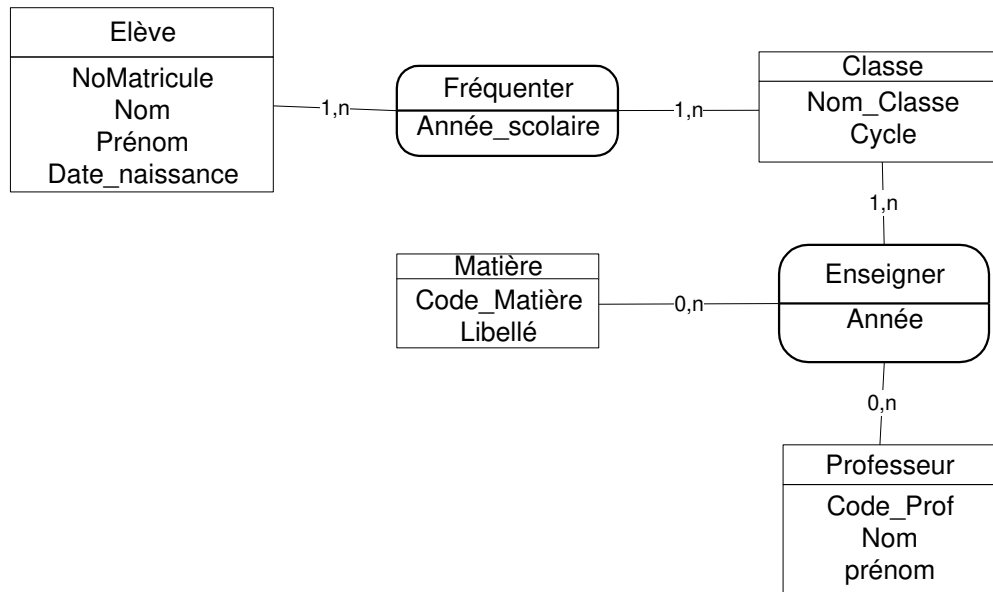 Elève
NoMatricule
Nom
Prénom
Date_naissance
1,n
Fréquenter
Année_scolaire
1,n
Classe
Nom_Classe
Cycle
1,n
Matière
Code_Matière
Libellé
0,n
Enseigner
Année
0,n
Professeur
Code_Prof
Nom
prénom